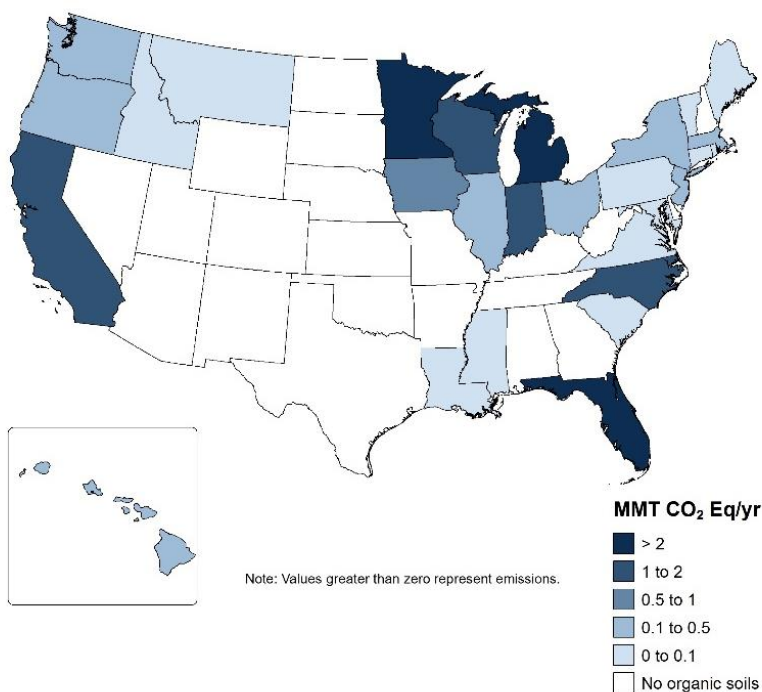 MMT CO₂ Eq/yr
> 2
1 to 2
0.5 to 1
0.1 to 0.5
0 to 0.1
No organic soils
Note: Values greater than zero represent emissions.